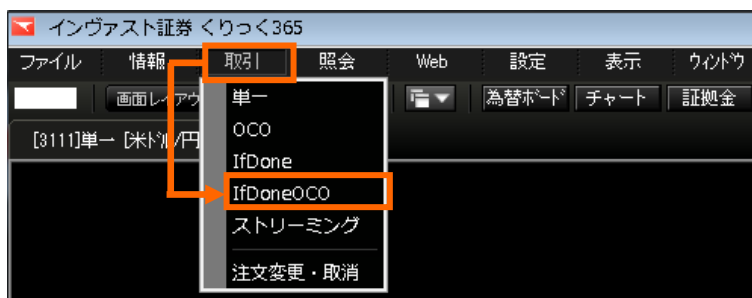 インヴァスト証券 くりっく365
ファイル 情報 取引 照会 Web 設定 表示 ウィンドウ
画面レイアウ 為替ボード チャート 証拠金
[3111]単一 [米ドル/円
単一
OCO
IfDone
IfDoneOCO
ストリーミング
注文変更・取消